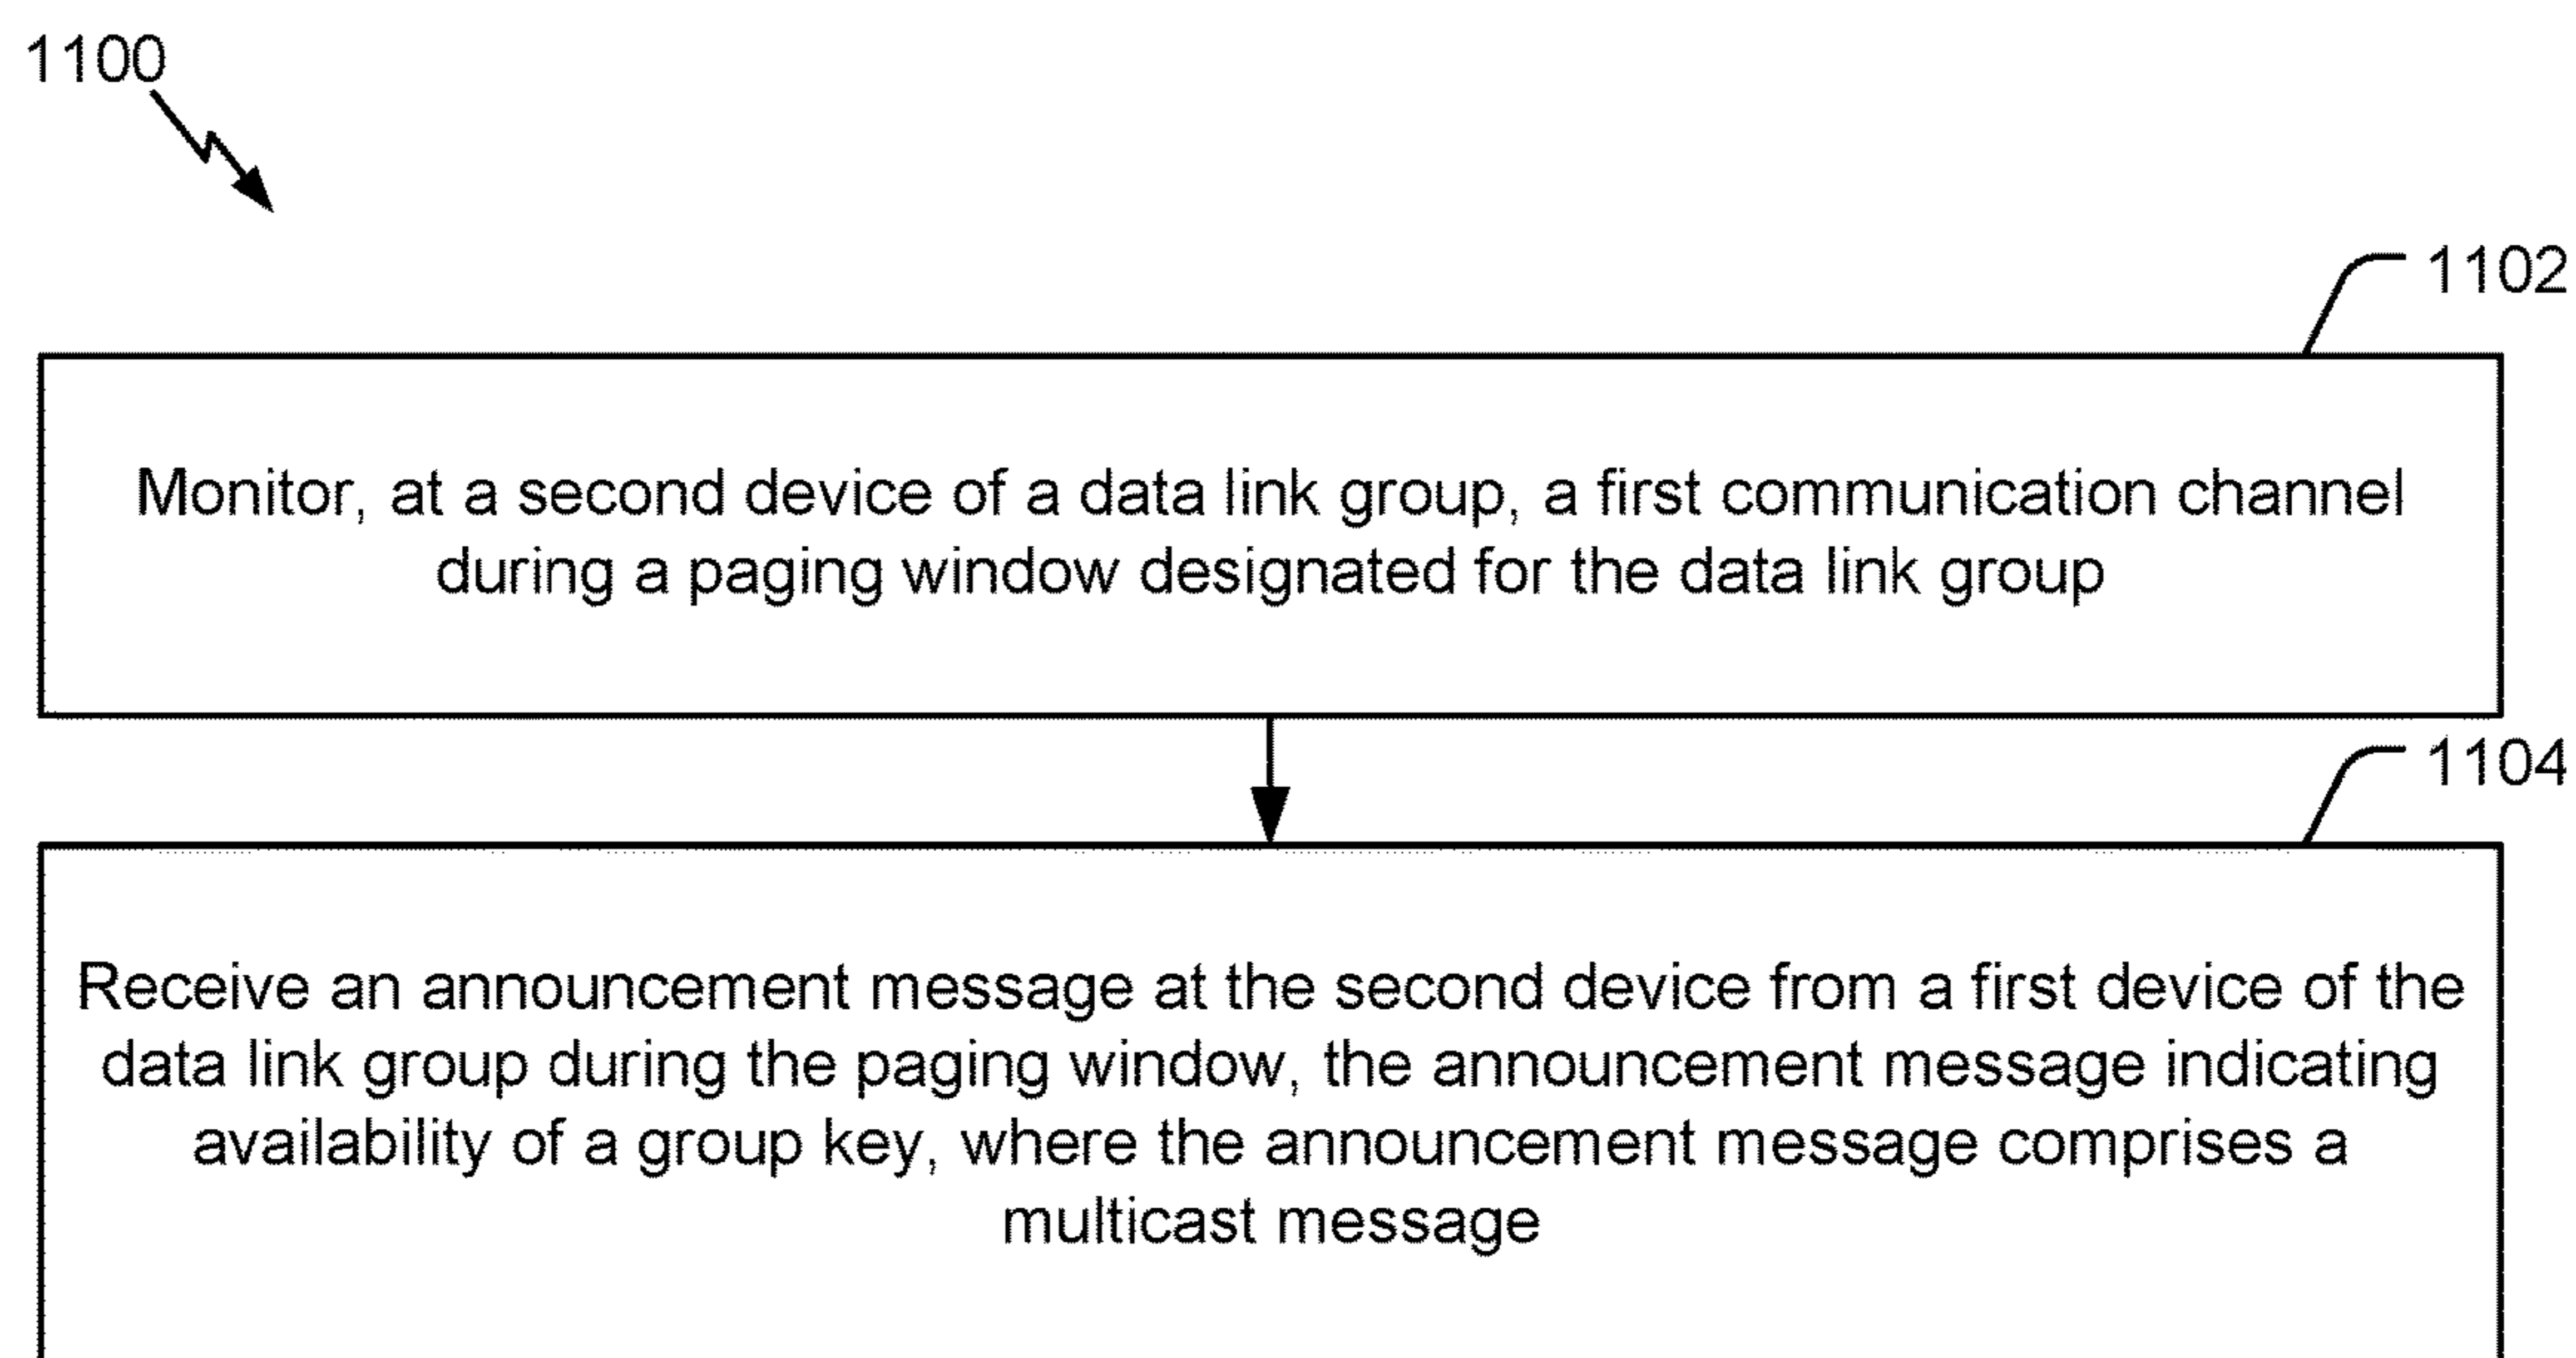 1100
1102
Monitor, at a second device of a data link group, a first communication channel
during a paging window designated for the data link group
1104
Receive an announcement message at the second device from a first device of the
data link group during the paging window, the announcement message indicating
availability of a group key, where the announcement message comprises a
multicast message